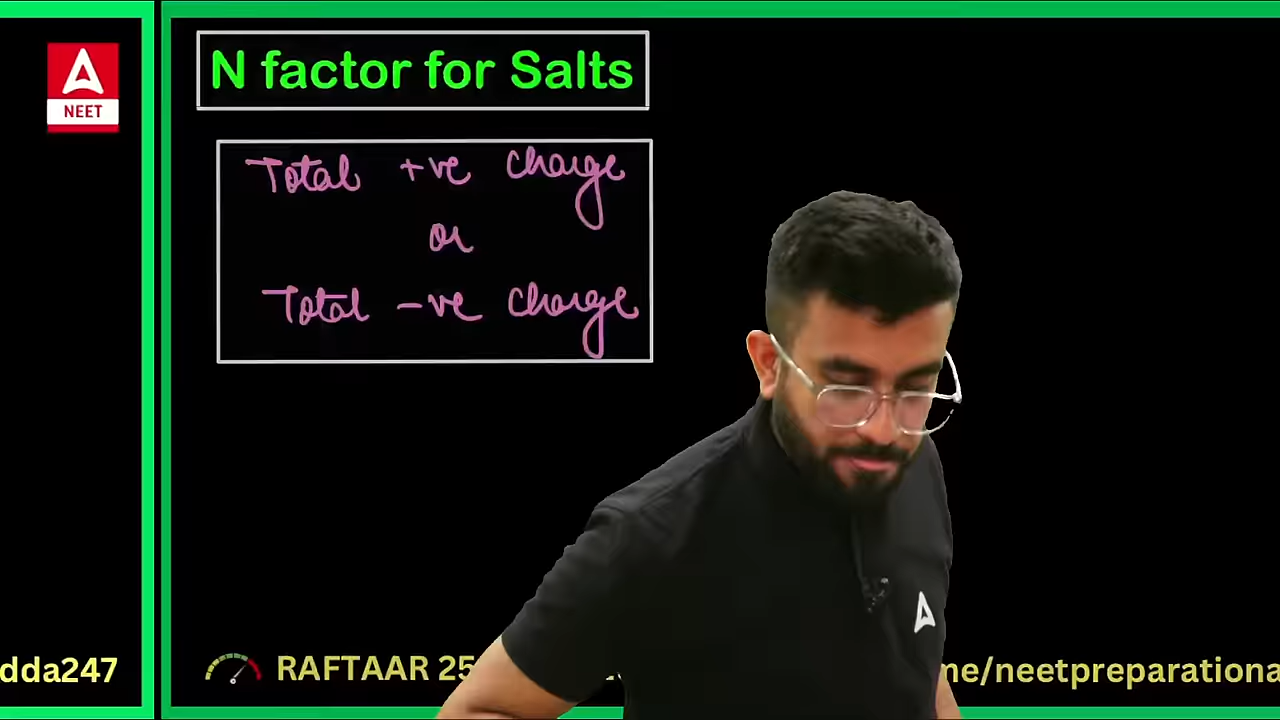 N factor for Salts
NEET
Total +ve charge
or
Total -ve charge
dda247
RAFTAAR 25
me/neetpreparationa